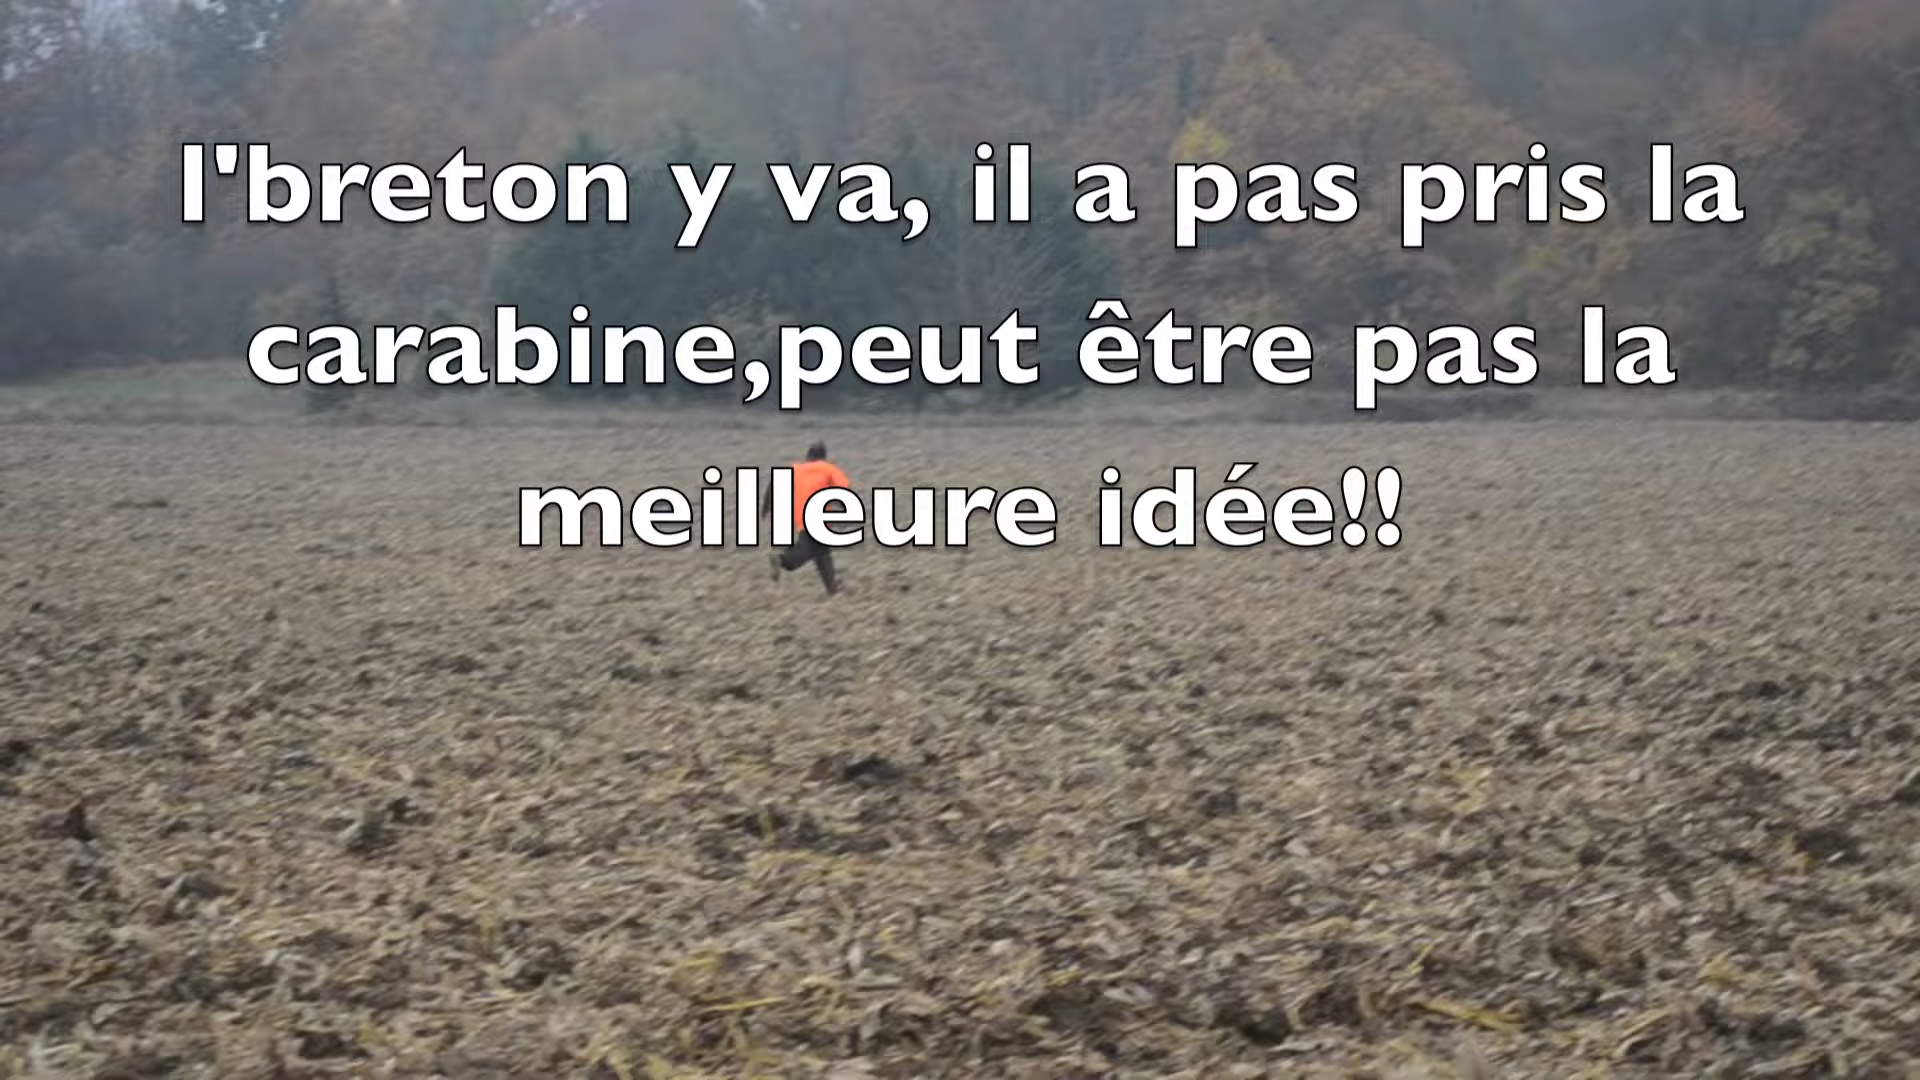 l'breton y va, il a pas pris la
carabine,peut être pas la
meilleure idée!!